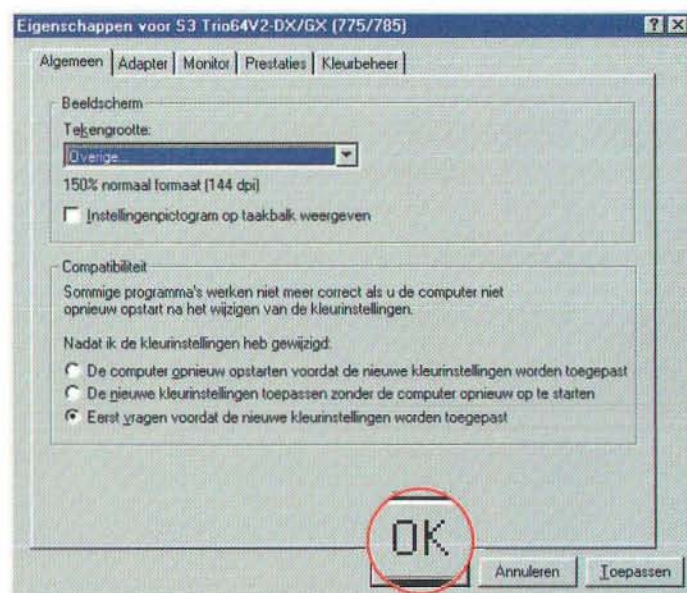 Eigenschappen voor S3 Trio64V2-DX/GX (775/785)
Algemeen Adapter Monitor Prestaties Kleurbeheer
Beeldscherm
Tekengrootte:
Overige...
150% normaal formaat (144 dpi)
Instellingenpictogram op taakbalk weergeven
Compatibiliteit
Sommige programma's werken niet meer correct als u de computer niet
opnieuw opstart na het wijzigen van de kleurinstellingen.
Nadat ik de kleurinstellingen heb gewijzigd:
De computer opnieuw opstarten voordat de nieuwe kleurinstellingen worden toegepast
De nieuwe kleurinstellingen toepassen zonder de computer opnieuw op te starten
Eerst vragen voordat de nieuwe kleurinstellingen worden toegepast
OK
Annuleren Toepassen